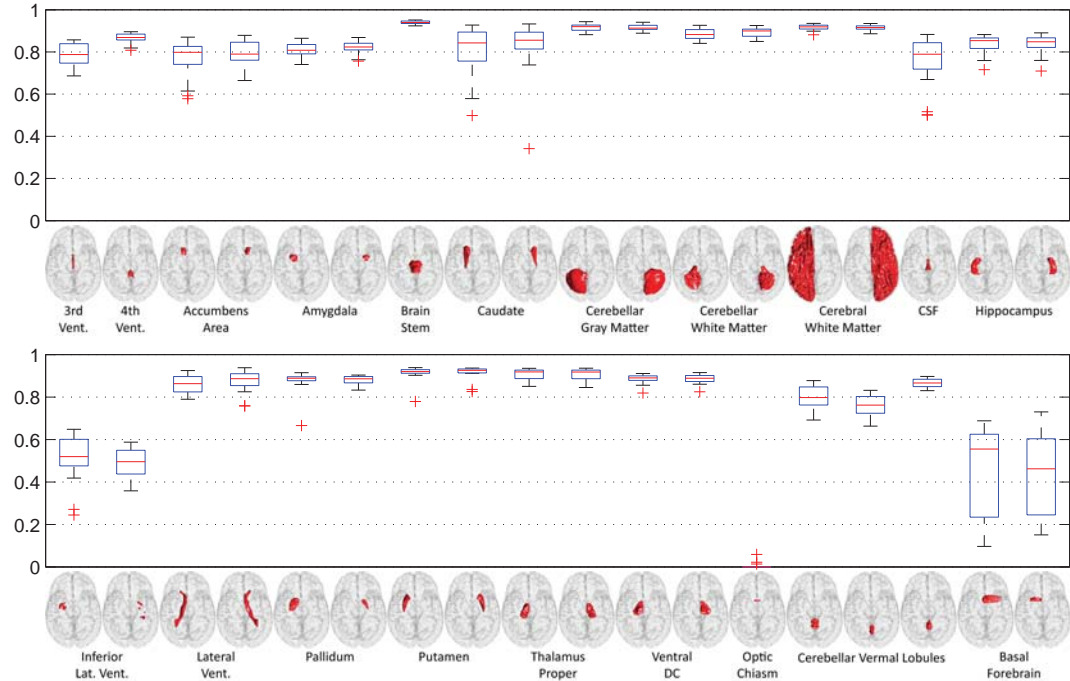 1
0.8
0.6
0.4
0.2
0
3rd Vent.
4th Vent.
Accumbens Area
Amygdala
Brain Stem
Caudate
Cerebellar Gray Matter
Cerebellar White Matter
Cerebral White Matter
CSF
Hippocampus
1
0.8
0.6
0.4
0.2
0
Inferior Lat. Vent.
Lateral Vent.
Pallidum
Putamen
Thalamus Proper
Ventral DC
Optic Chiasm
Cerebellar Vermal Lobules
Basal Forebrain